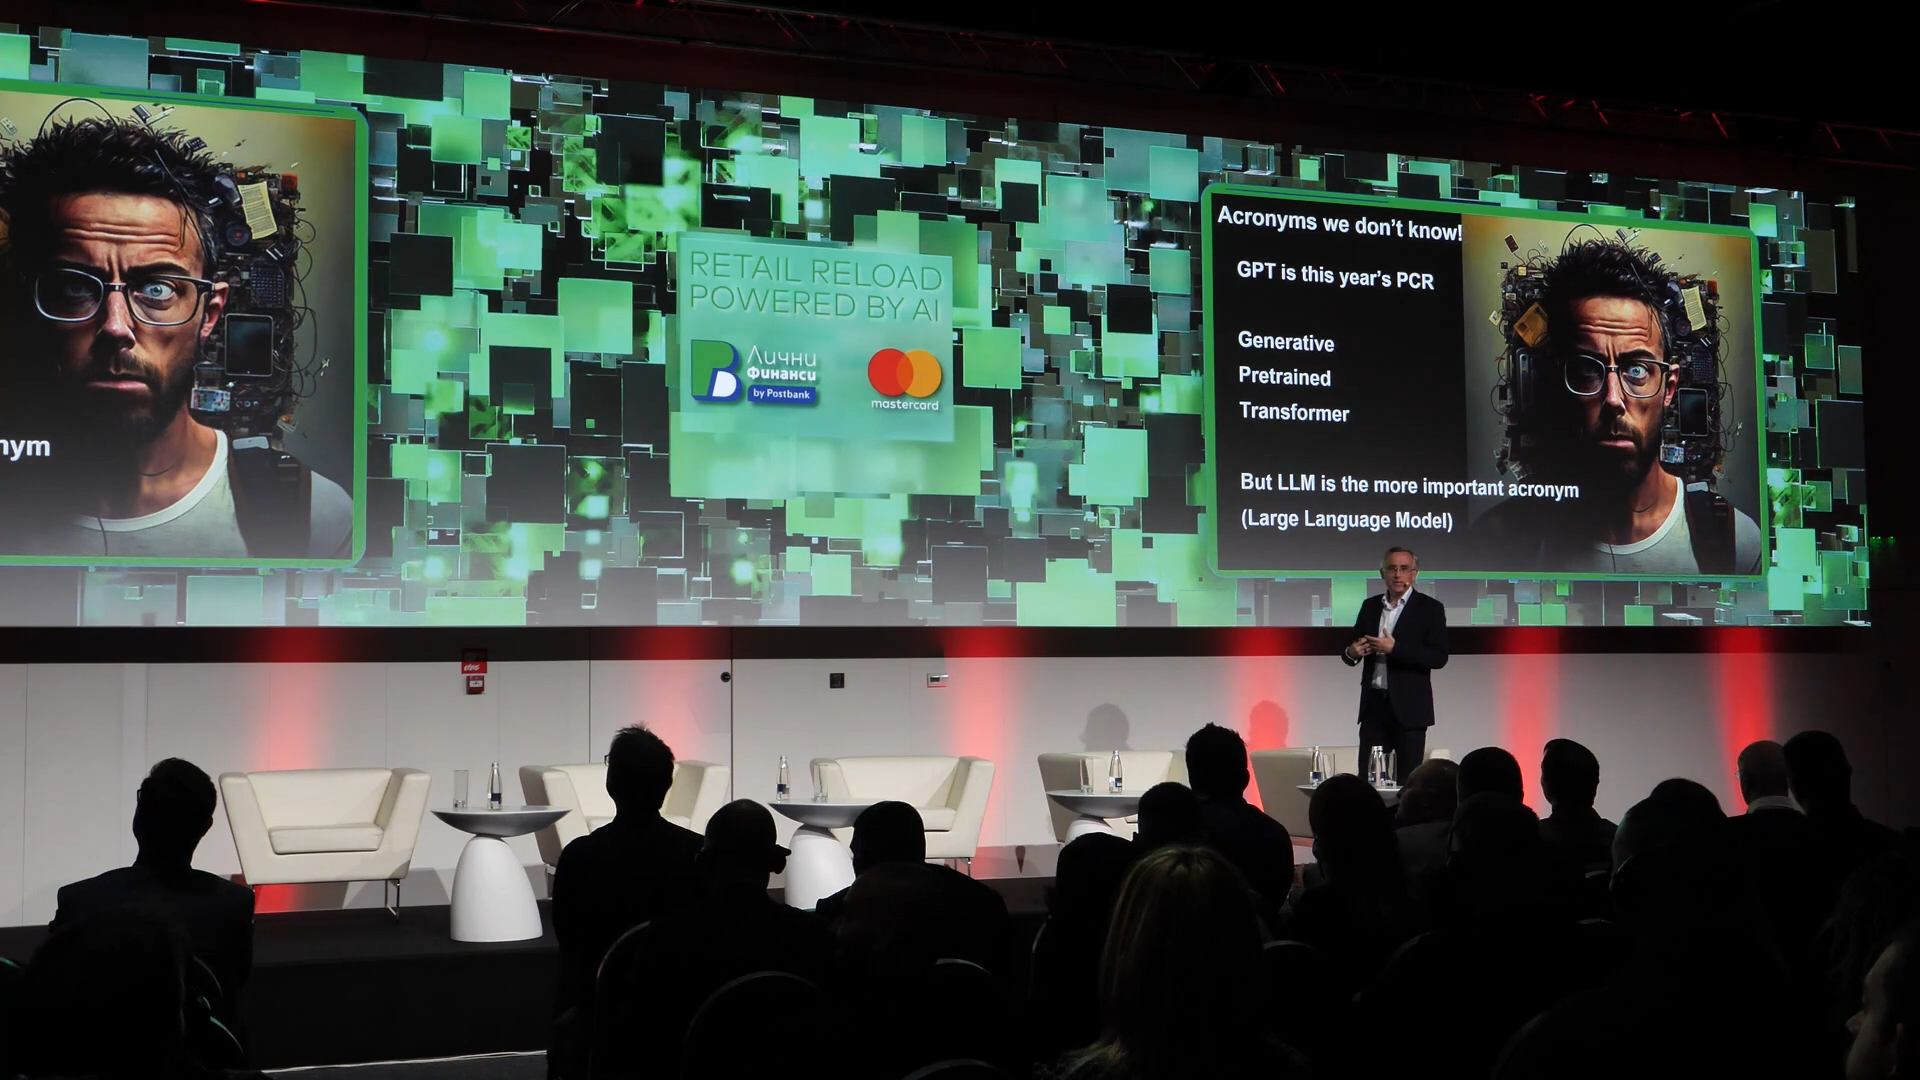 nym
RETAIL RELOAD
POWERED BY AI
Лични
Финанси
by Postbank
mastercard
Acronyms we don't know!
GPT is this year's PCR
Generative
Pretrained
Transformer
But LLM is the more important acronym
(Large Language Model)